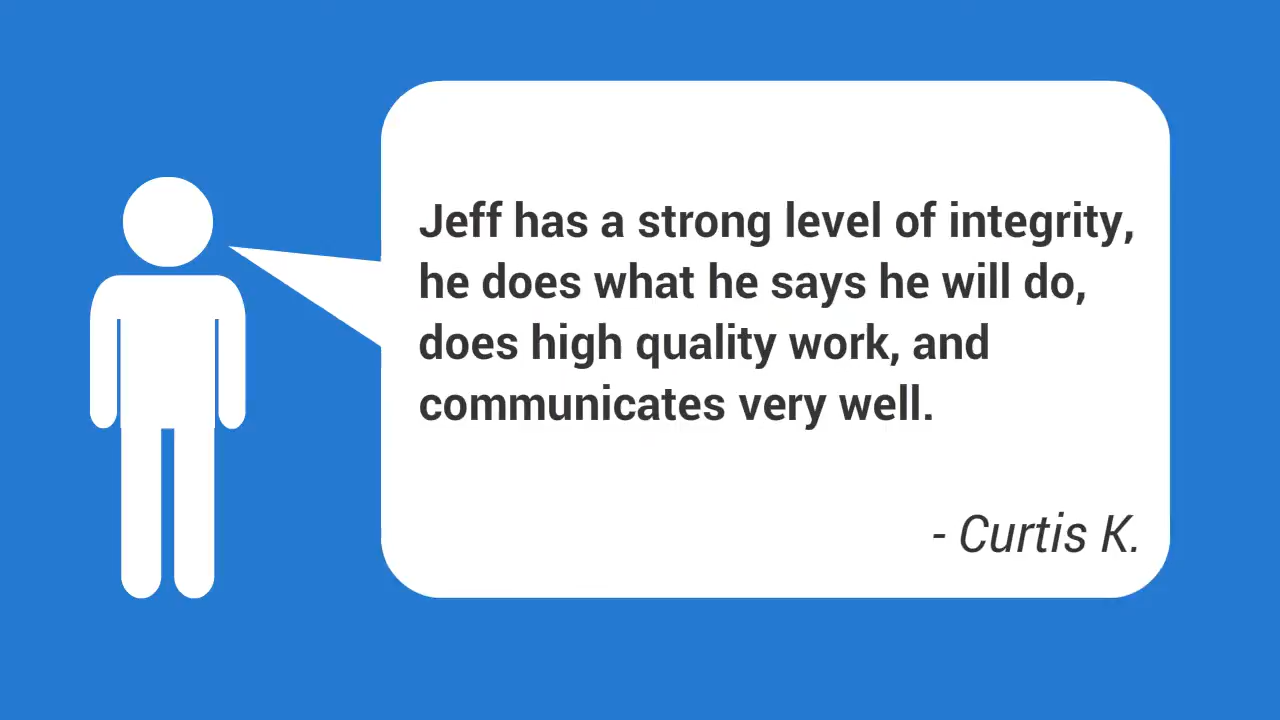 Jeff has a strong level of integrity,
he does what he says he will do,
does high quality work, and
communicates very well.
- Curtis K.